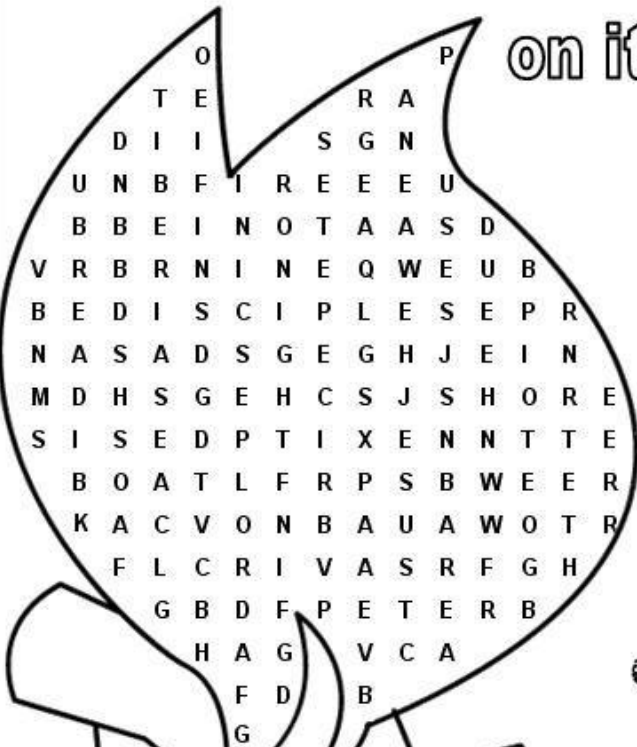 on it
O P
T E R A
D I I S G N
U N B F I R E E E U
B B E I N O T A A S D
V R B R N I N E Q W E U B
B E D I S C I P L E S E P R
N A S A D S G E G H J E I N
M D H S G E H C S J S H O R E
S I S E D P T I X E N N T T E
B O A T L F R P S B W E E R
K A C V O N B A U A W O T R
F L C R I V A S R F G H
G B D F P E T E R B
H A G V C A
F D B
G